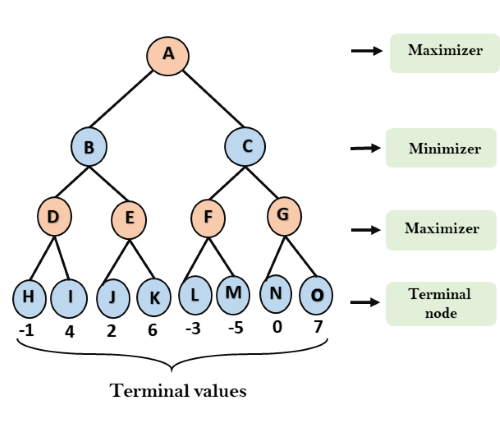 A
Maximizer
B
C
Minimizer
D
E
F
G
Maximizer
H
I
J
K
L
M
N
O
Terminal
node
-1
4
2
6
-3
-5
0
7
Terminal values